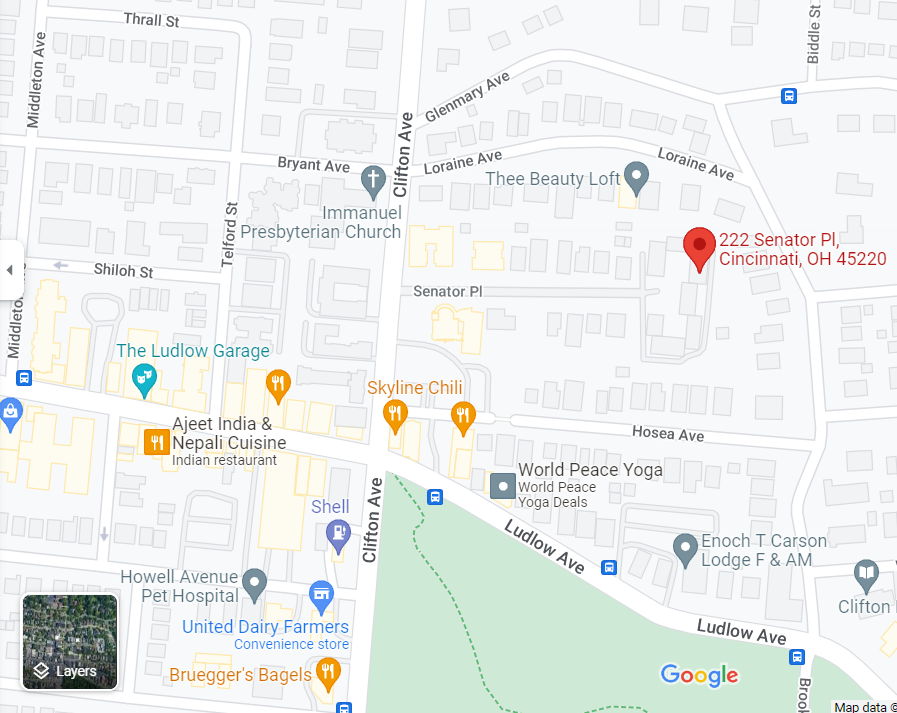 Thrall St
Biddle St
Middleton Ave
Glenmary Ave
Clifton Ave
Bryant Ave
Loraine Ave
Loraine Ave
Thee Beauty Loft
Immanuel
Presbyterian Church
Telford St
222 Senator Pl,
Cincinnati, OH 45220
Shiloh St
Senator Pl
The Ludlow Garage
Skyline Chili
Ajeet India &
Nepali Cuisine
Indian restaurant
Hosea Ave
World Peace Yoga
World Peace
Yoga Deals
Shell
Clifton Ave
Ludlow Ave
Enoch T Carson
Lodge F & AM
Howell Avenue
Pet Hospital
Clifton
United Dairy Farmers
Convenience store
Ludlow Ave
Layers
Bruegger's Bagels
Google
Map data ©